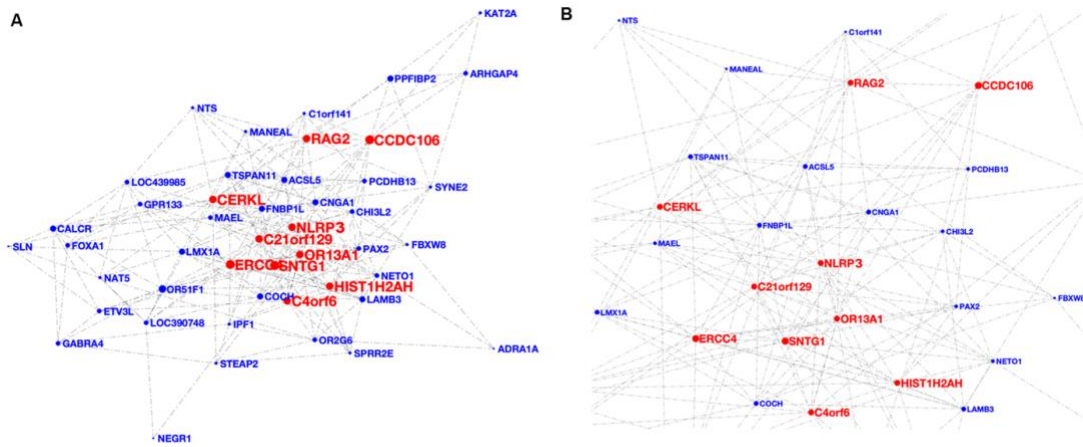 A
KAT2A
PPFIBP2
ARHGAP4
NTS
C1orf141
MANEAL
RAG2
CCDC106
TSPAN11
ACSL5
PCDHB13
LOC439985
SYNE2
CERKL
CNGA1
GPR133
FNBP1L
CHI3L2
MAEL
CALCR
NLRP3
C21orf129
SLN
FOXA1
LMX1A
PAX2
FBXW8
OR13A1
ERCC4
SNTG1
NAT5
NETO1
OR51F1
HIST1H2AH
COCH
C4orf6
LAMB3
ETV3L
LOC390748
IPF1
GABRA4
OR2G6
SPRR2E
ADRA1A
STEAP2
NEGR1
B
NTS
C1orf141
MANEAL
RAG2
CCDC106
TSPAN11
ACSL5
PCDHB13
CERKL
CNGA1
FNBP1L
CHI3L2
MAEL
NLRP3
C21orf129
FBXW8
LMX1A
PAX2
OR13A1
ERCC4
SNTG1
NETO1
HIST1H2AH
COCH
C4orf6
LAMB3